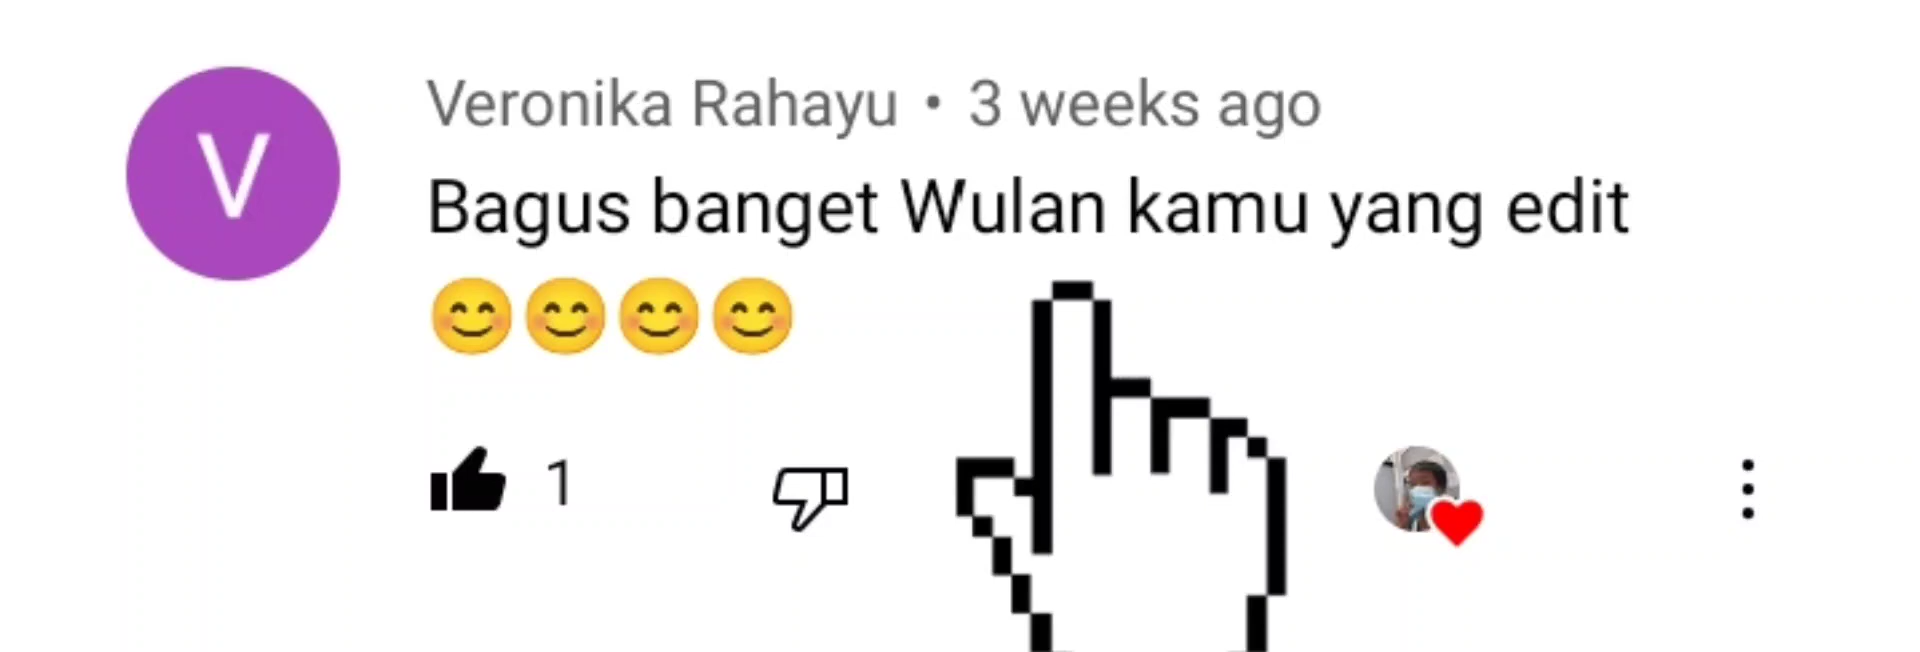 V
Veronika Rahayu • 3 weeks ago
Bagus banget Wulan kamu yang edit
😊😊😊😊
1